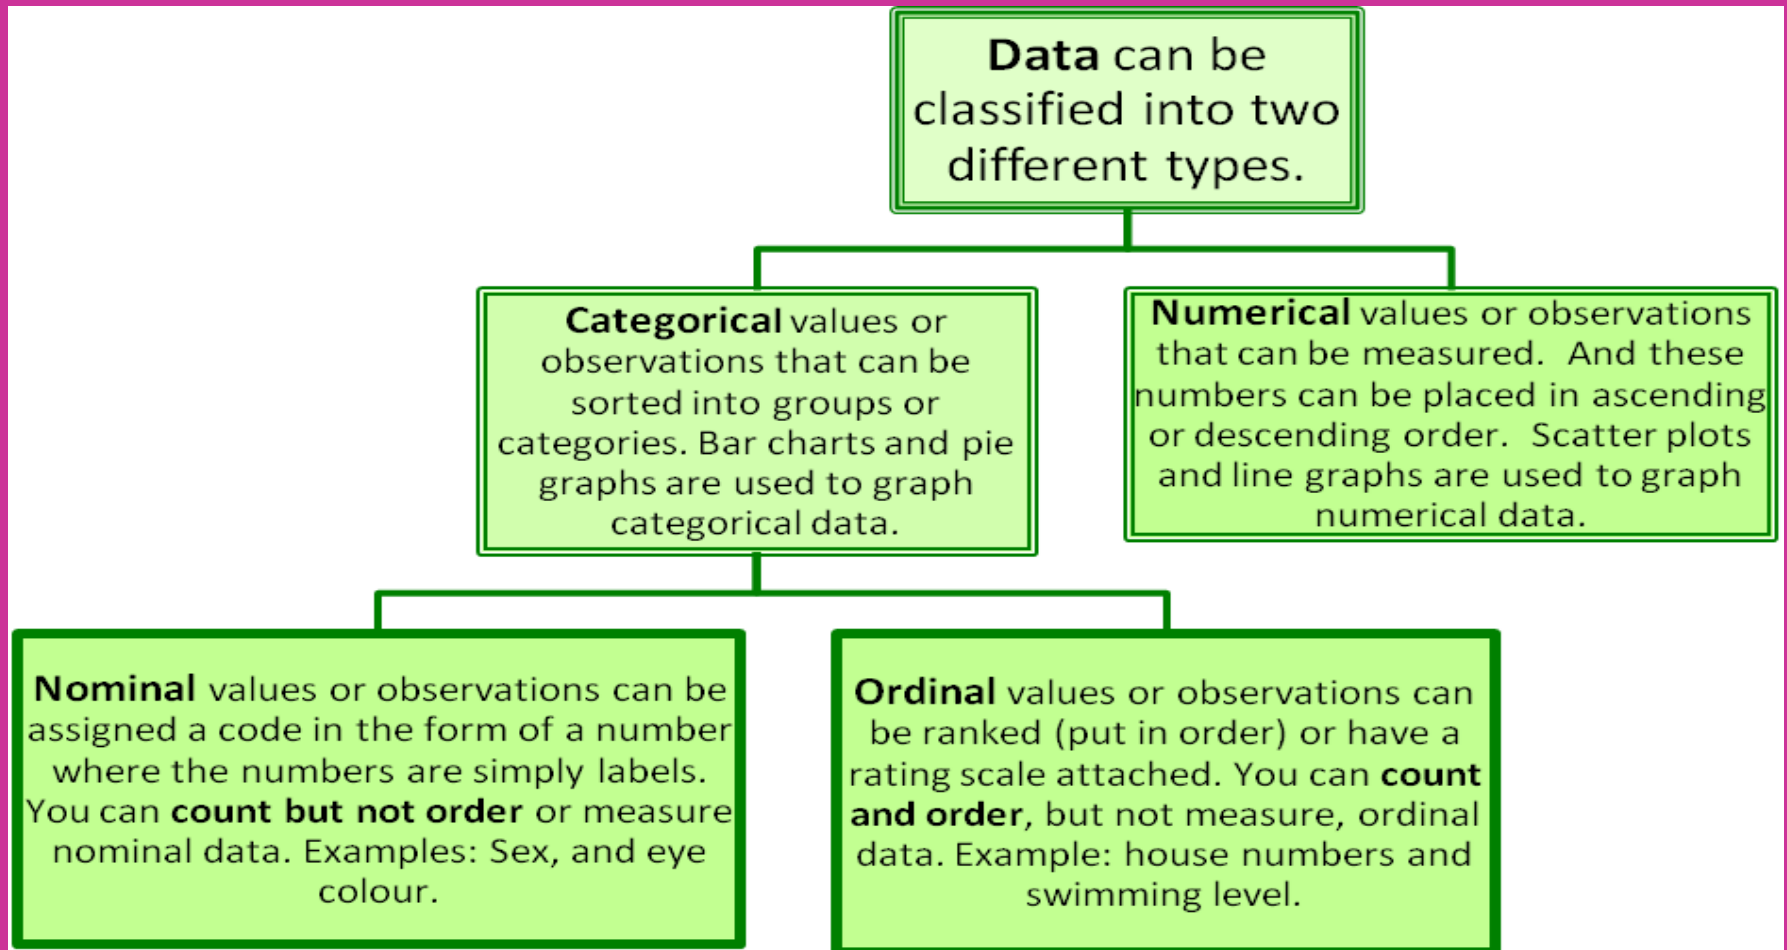 Data can be
classified into two
different types.
Categorical values or
observations that can be
sorted into groups or
categories. Bar charts and pie
graphs are used to graph
categorical data.
Numerical values or observations
that can be measured.  And these
numbers can be placed in ascending
or descending order.  Scatter plots
and line graphs are used to graph
numerical data.
Nominal values or observations can be
assigned a code in the form of a number
where the numbers are simply labels.
You can count but not order or measure
nominal data. Examples: Sex, and eye
colour.
Ordinal values or observations can
be ranked (put in order) or have a
rating scale attached. You can count
and order, but not measure, ordinal
data. Example: house numbers and
swimming level.